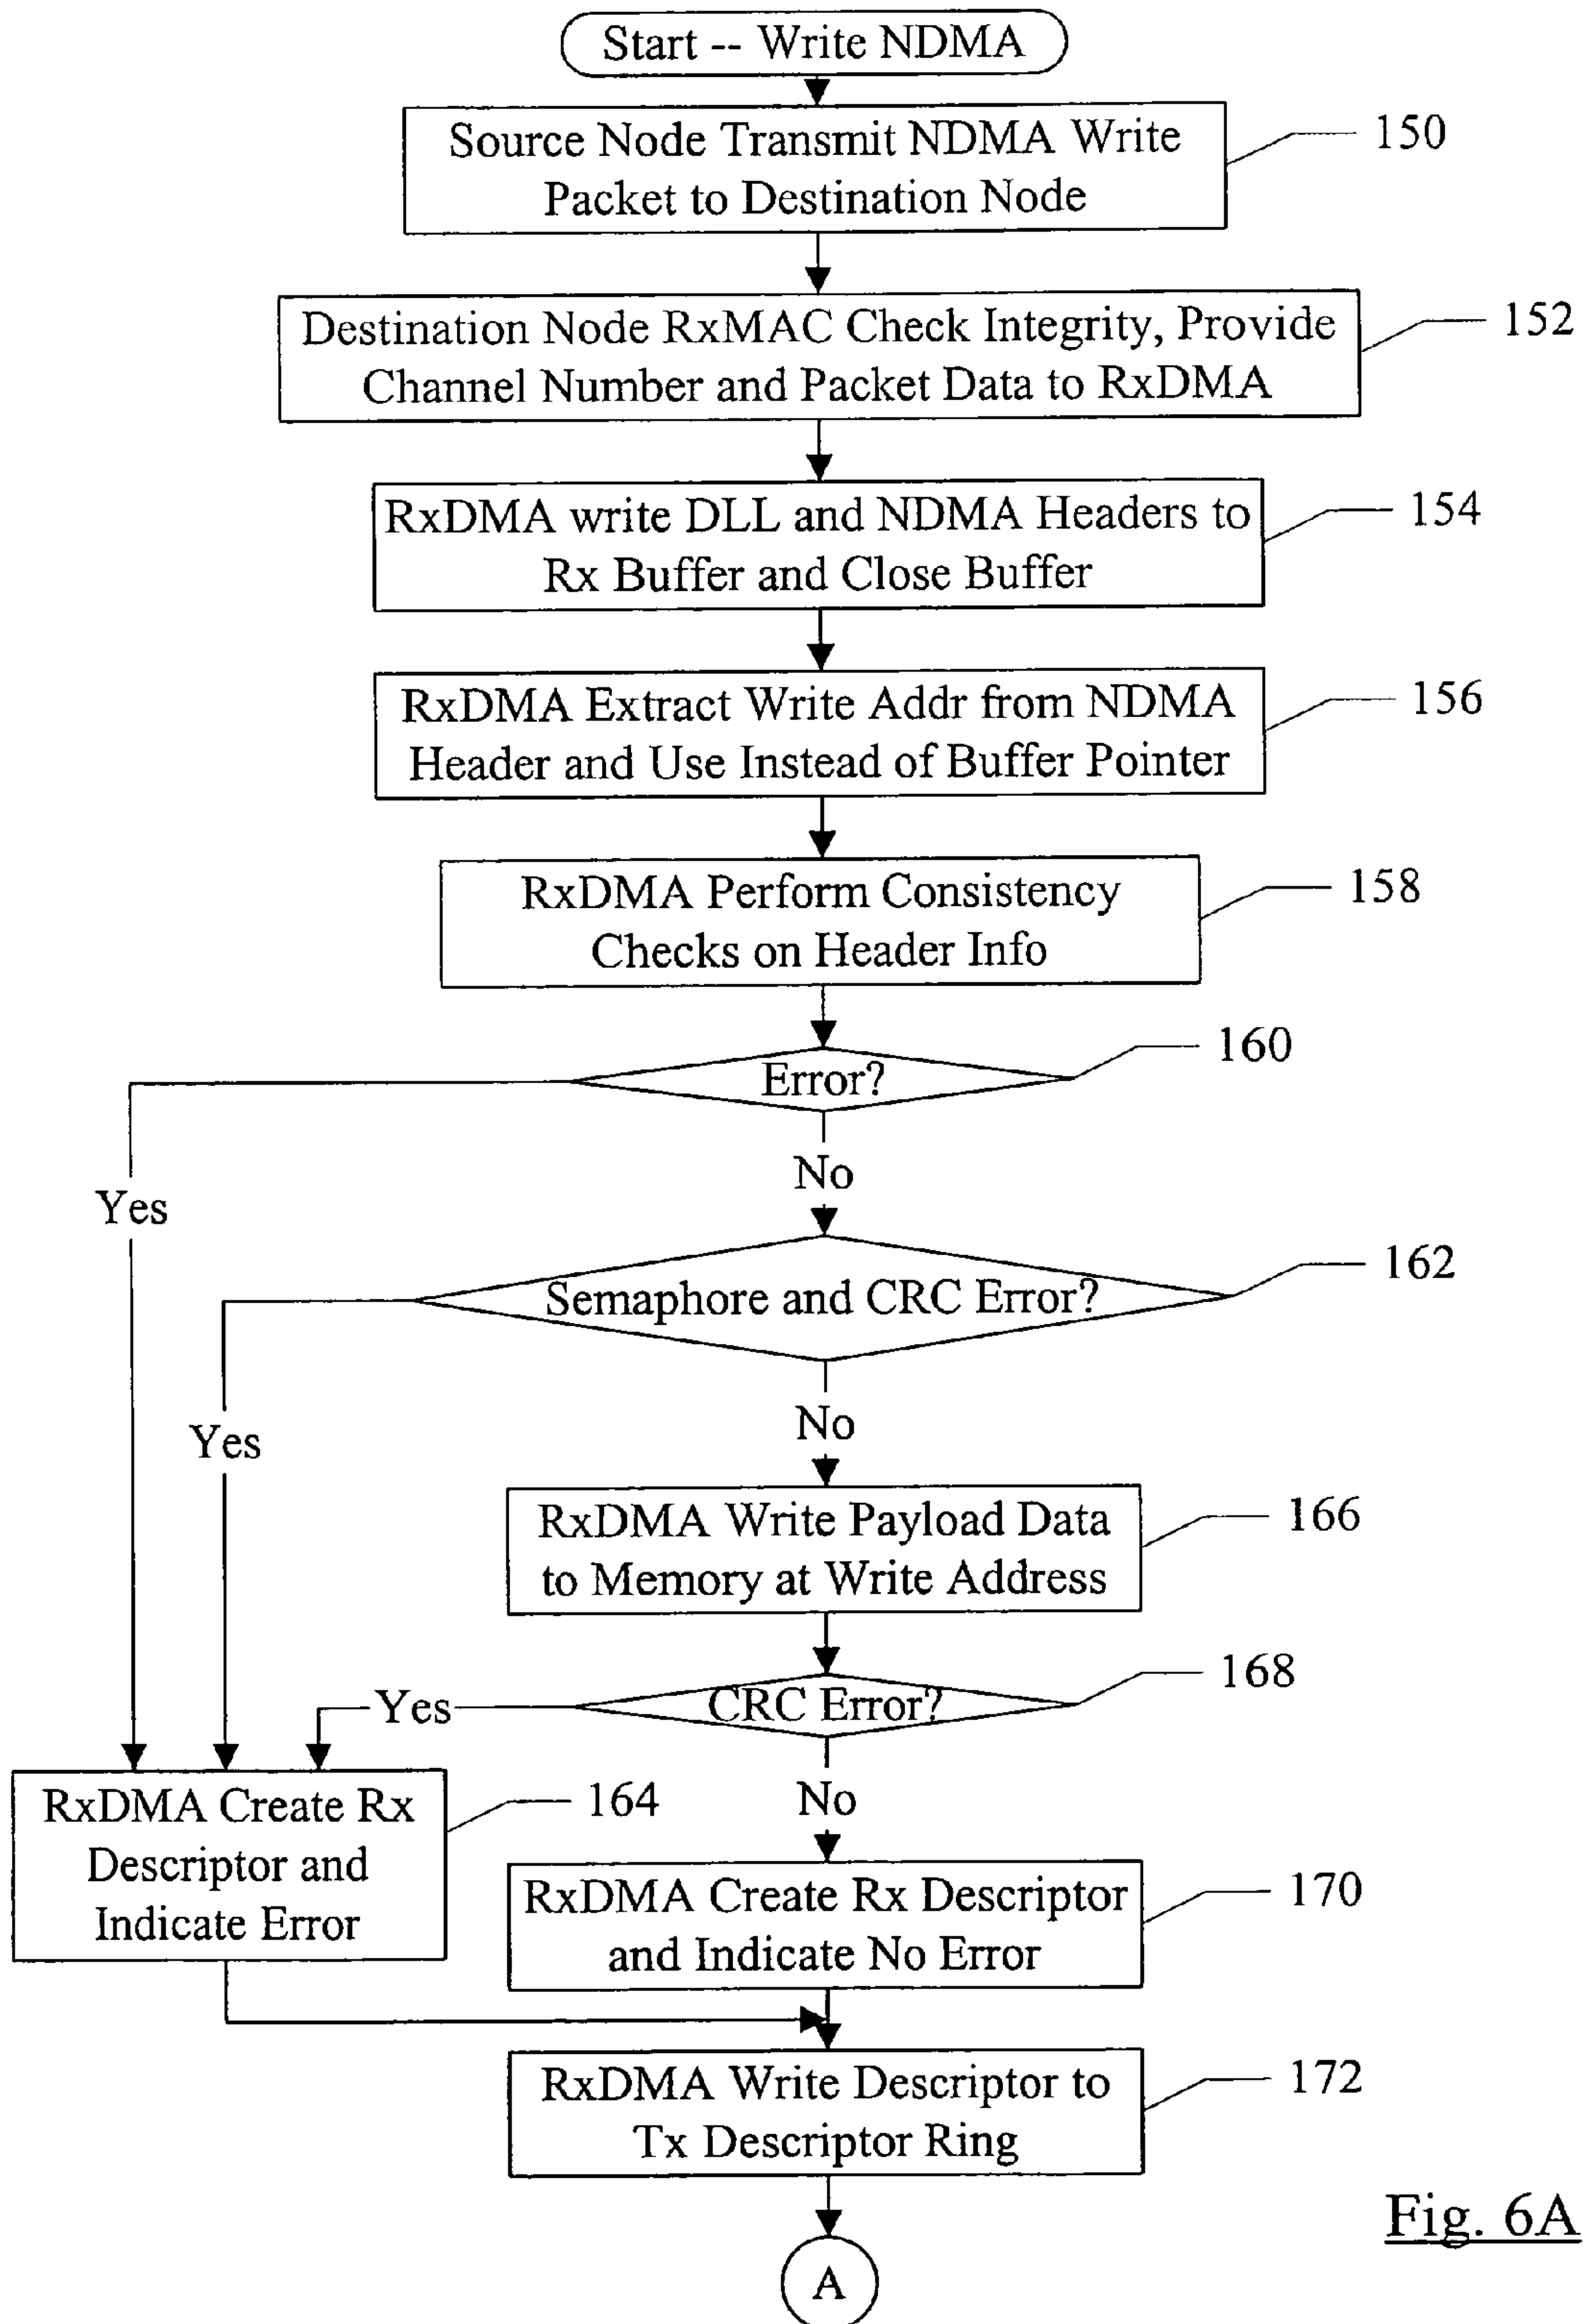 Start -- Write NDMA
Source Node Transmit NDMA Write
Packet to Destination Node
150
Destination Node RxMAC Check Integrity, Provide
Channel Number and Packet Data to RxDMA
152
RxDMA write DLL and NDMA Headers to
Rx Buffer and Close Buffer
154
RxDMA Extract Write Addr from NDMA
Header and Use Instead of Buffer Pointer
156
RxDMA Perform Consistency
Checks on Header Info
158
Error?
160
Yes
No
Semaphore and CRC Error?
162
Yes
No
RxDMA Write Payload Data
to Memory at Write Address
166
CRC Error?
168
Yes
No
RxDMA Create Rx
Descriptor and
Indicate Error
164
RxDMA Create Rx Descriptor
and Indicate No Error
170
RxDMA Write Descriptor to
Tx Descriptor Ring
172
A
Fig. 6A